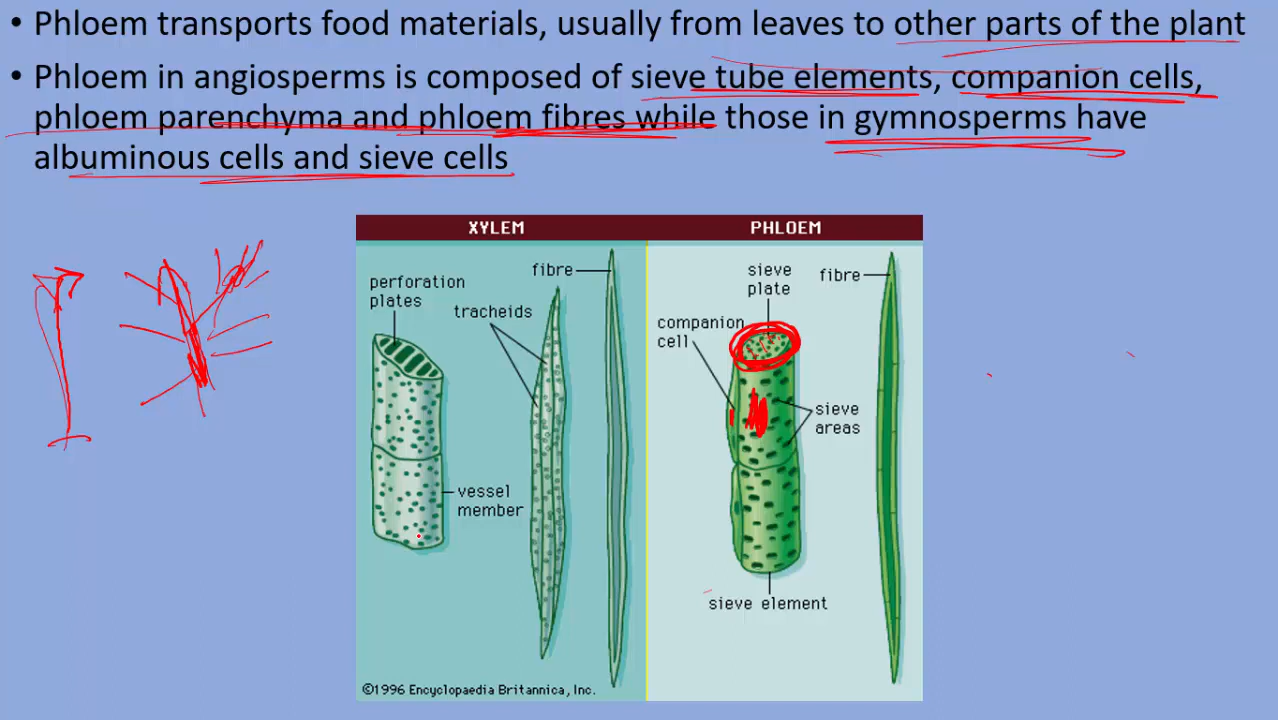 • Phloem transports food materials, usually from leaves to other parts of the plant
• Phloem in angiosperms is composed of sieve tube elements, companion cells,
phloem parenchyma and phloem fibres while those in gymnosperms have
albuminous cells and sieve cells
XYLEM
PHLOEM
perforation
plates
fibre
tracheids
vessel
member
sieve
plate
fibre
companion
cell
sieve
areas
sieve element
©1996 Encyclopaedia Britannica, Inc.